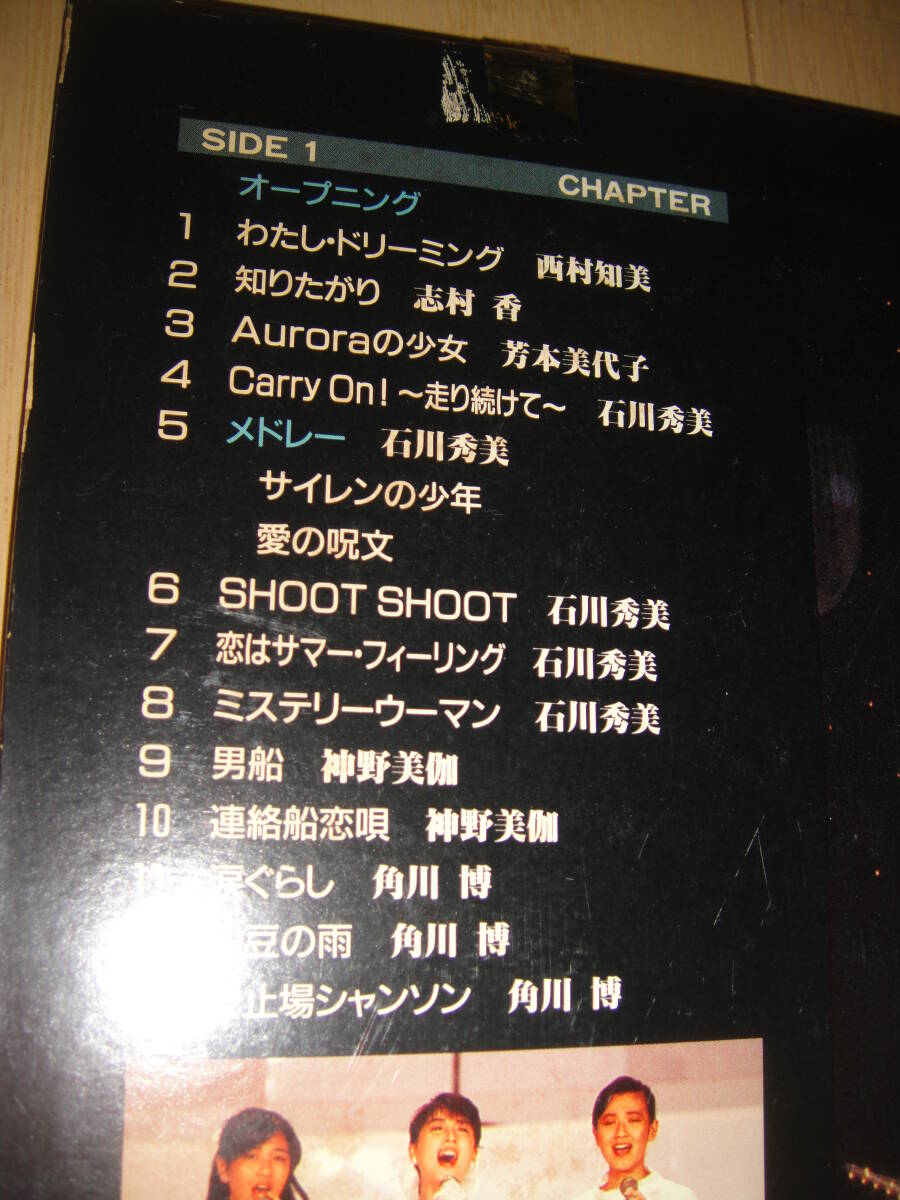 SIDE 1 CHAPTER
オープニング
1 わたし・ドリーミング 西村知美
2 知りたがり 志村 香
3 Auroraの少女 芳本美代子
4 Carry On!〜走り続けて〜 石川秀美
5 メドレー 石川秀美
サイレンの少年
愛の呪文
6 SHOOT SHOOT 石川秀美
7 恋はサマー・フィーリング 石川秀美
8 ミステリーウーマン 石川秀美
9 男船 神野美伽
10 連絡船恋唄 神野美伽
11 涙ぐらし 角川 博
豆の雨 角川 博
止場シャンソン 角川 博